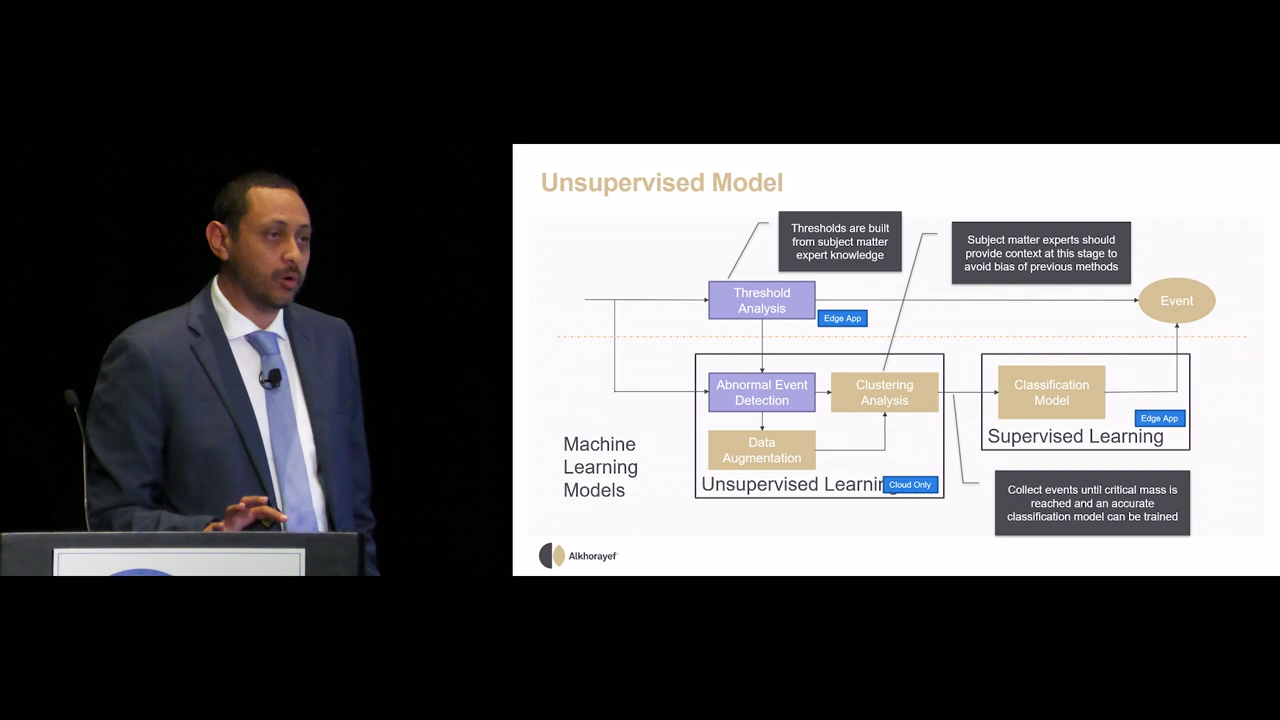 Unsupervised Model
Thresholds are built
from subject matter
expert knowledge
Subject matter experts should
provide context at this stage to
avoid bias of previous methods
Threshold
Analysis
Edge App
Event
Abnormal Event
Detection
Clustering
Analysis
Classification
Model
Edge App
Supervised Learning
Data
Augmentation
Machine
Learning
Models
Unsupervised Learning
Cloud Only
Collect events until critical mass is
reached and an accurate
classification model can be trained
Alkhorayef